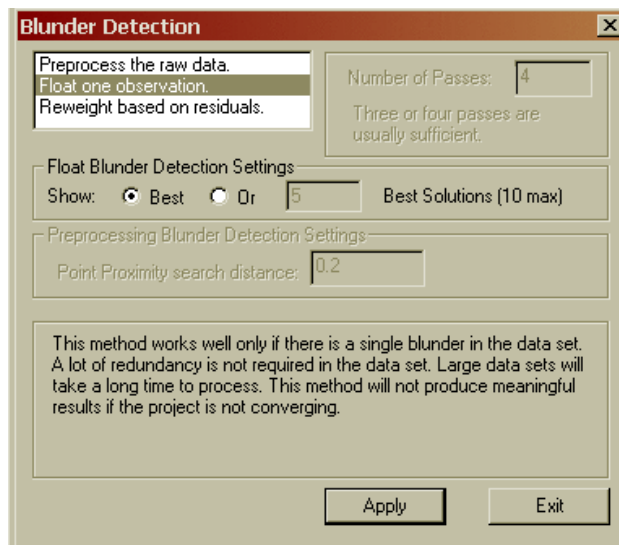 Blunder Detection
Preprocess the raw data.
Float one observation.
Reweight based on residuals.
Number of Passes: 4
Three or four passes are
usually sufficient.
Float Blunder Detection Settings
Show: Best Or 5 Best Solutions (10 max)
Preprocessing Blunder Detection Settings
Point Proximity search distance: 0.2
This method works well only if there is a single blunder in the data set.
A lot of redundancy is not required in the data set. Large data sets will
take a long time to process. This method will not produce meaningful
results if the project is not converging.
Apply Exit